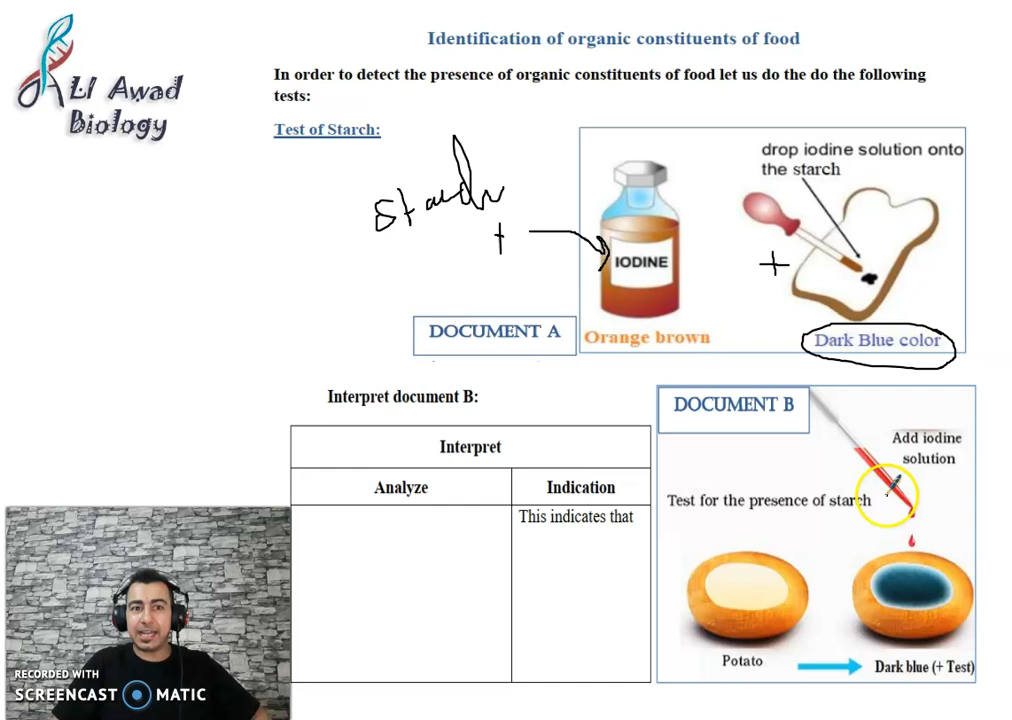 ALI Awad
Biology
Identification of organic constituents of food
In order to detect the presence of organic constituents of food let us do the do the following
tests:
Test of Starch:
starch
+
drop iodine solution onto
the starch
IODINE
+
DOCUMENT A
Orange brown
Dark Blue color
Interpret document B:
Interpret
Analyze
Indication
This indicates that
DOCUMENT B
Add iodine
solution
Test for the presence of starch
Potato
Dark blue (+ Test)
RECORDED WITH
SCREENCAST MATIC